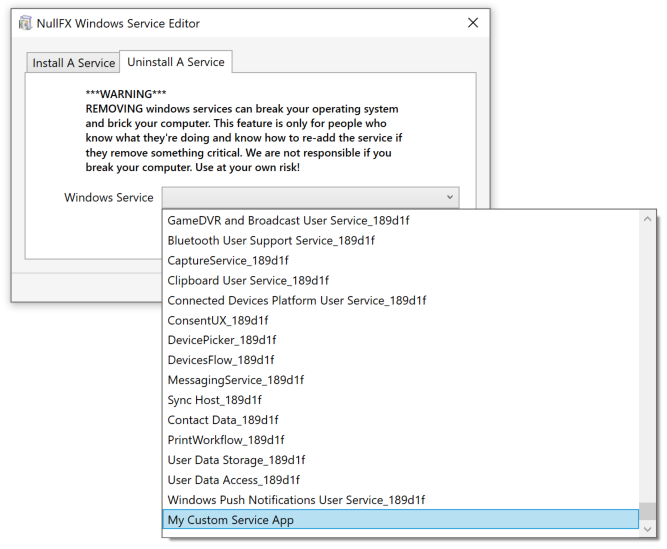 NullFX Windows Service Editor
Install A Service
Uninstall A Service
***WARNING***
REMOVING windows services can break your operating system
and brick your computer. This feature is only for people who
know what they're doing and know how to re-add the service if
they remove something critical. We are not responsible if you
break your computer. Use at your own risk!
Windows Service
GameDVR and Broadcast User Service_189d1f
Bluetooth User Support Service_189d1f
CaptureService_189d1f
Clipboard User Service_189d1f
Connected Devices Platform User Service_189d1f
ConsentUX_189d1f
DevicePicker_189d1f
DevicesFlow_189d1f
MessagingService_189d1f
Sync Host_189d1f
Contact Data_189d1f
PrintWorkflow_189d1f
User Data Storage_189d1f
User Data Access_189d1f
Windows Push Notifications User Service_189d1f
My Custom Service App